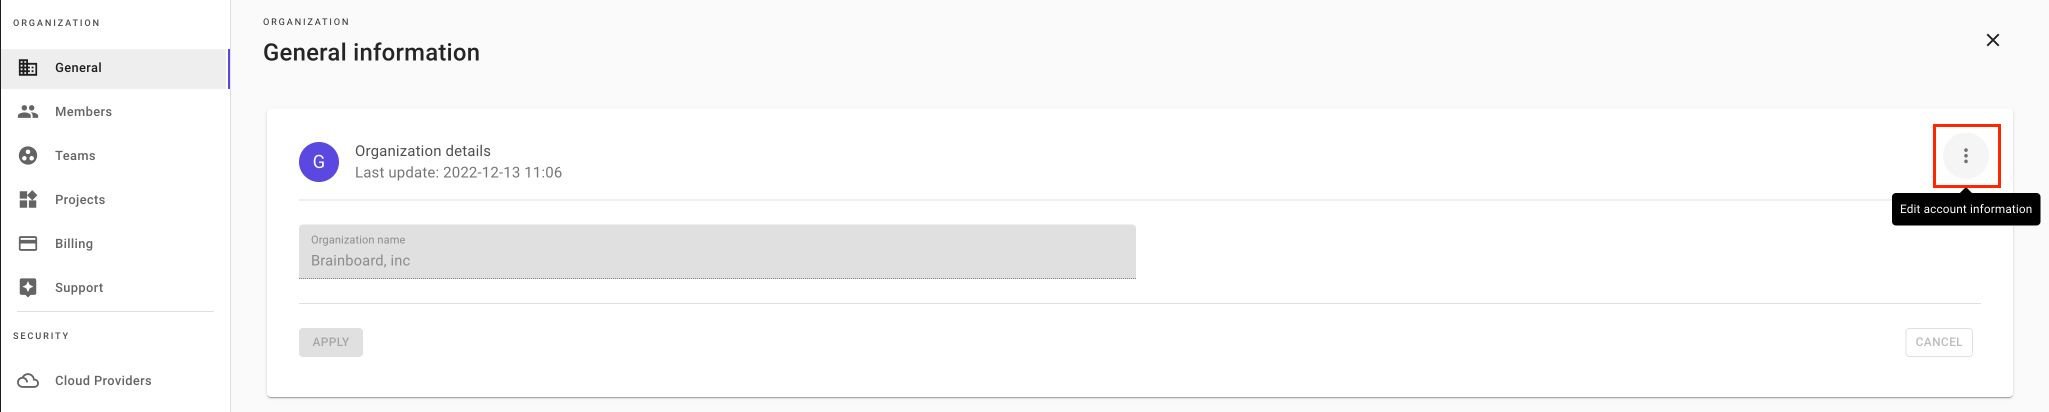 ORGANIZATION
General
Members
Teams
Projects
Billing
Support
SECURITY
Cloud Providers
ORGANIZATION
General information
G
Organization details
Last update: 2022-12-13 11:06
Edit account information
Organization name
Brainboard, inc
APPLY
CANCEL